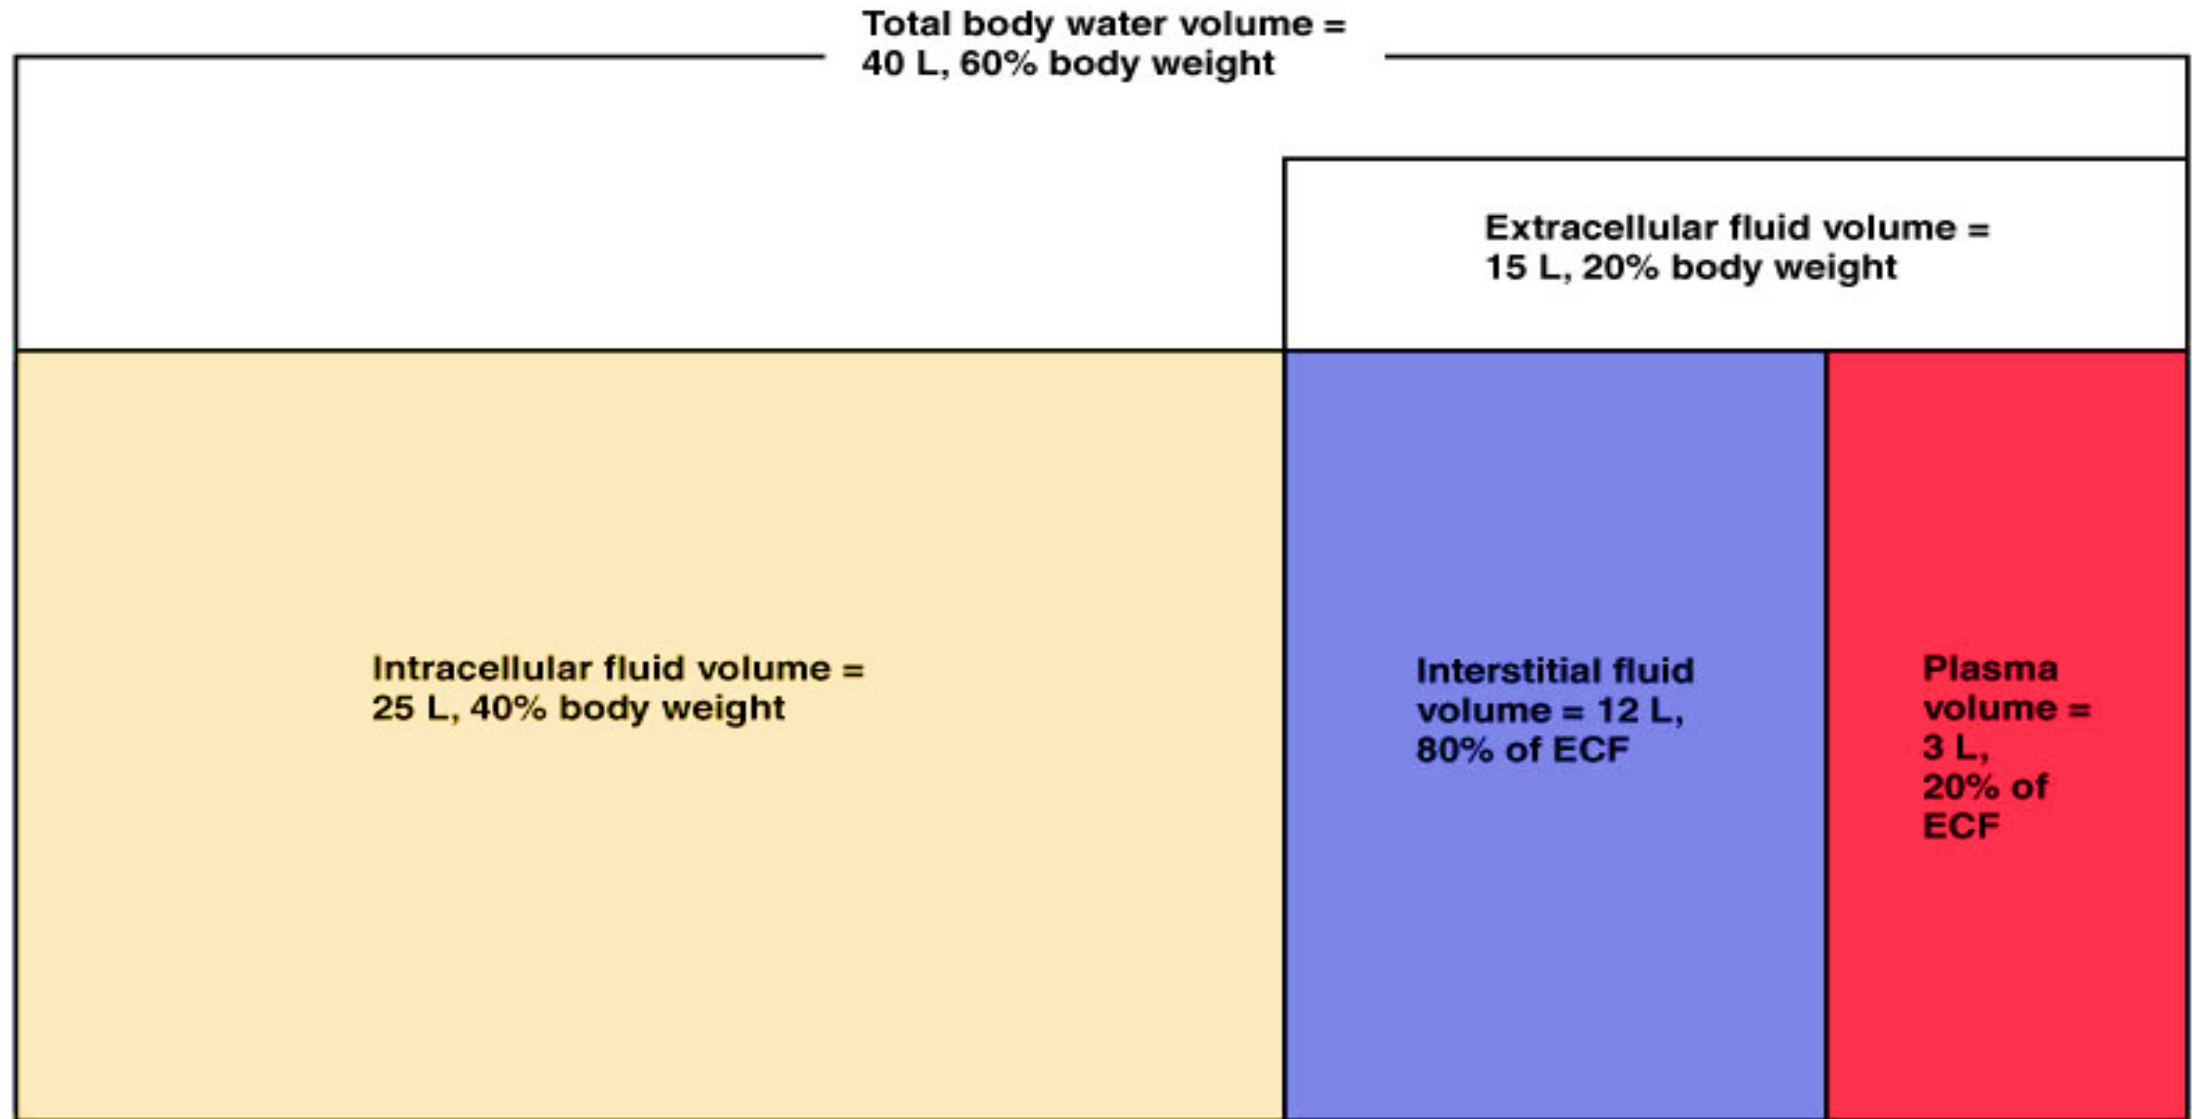 Total body water volume =
40 L, 60% body weight
Extracellular fluid volume =
15 L, 20% body weight
Intracellular fluid volume =
25 L, 40% body weight
Interstitial fluid
volume = 12 L,
80% of ECF
Plasma
volume =
3 L,
20% of
ECF